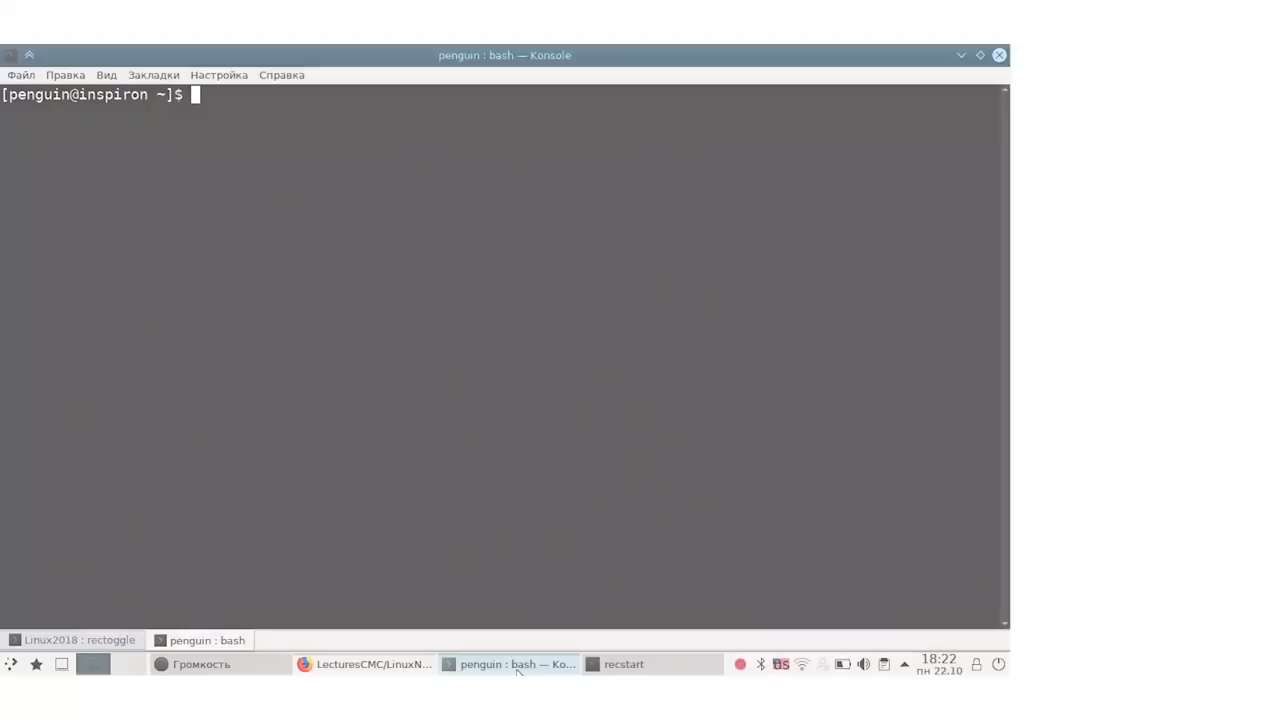 penguin : bash — Konsole
Файл Правка Вид Закладки Настройка Справка
[penguin@inspiron ~]$
Linux2018 : rectoggle penguin : bash
Громкость LecturesCMC/LinuxN... penguin : bash — Ko... recstart US 18:22
пн 22.10